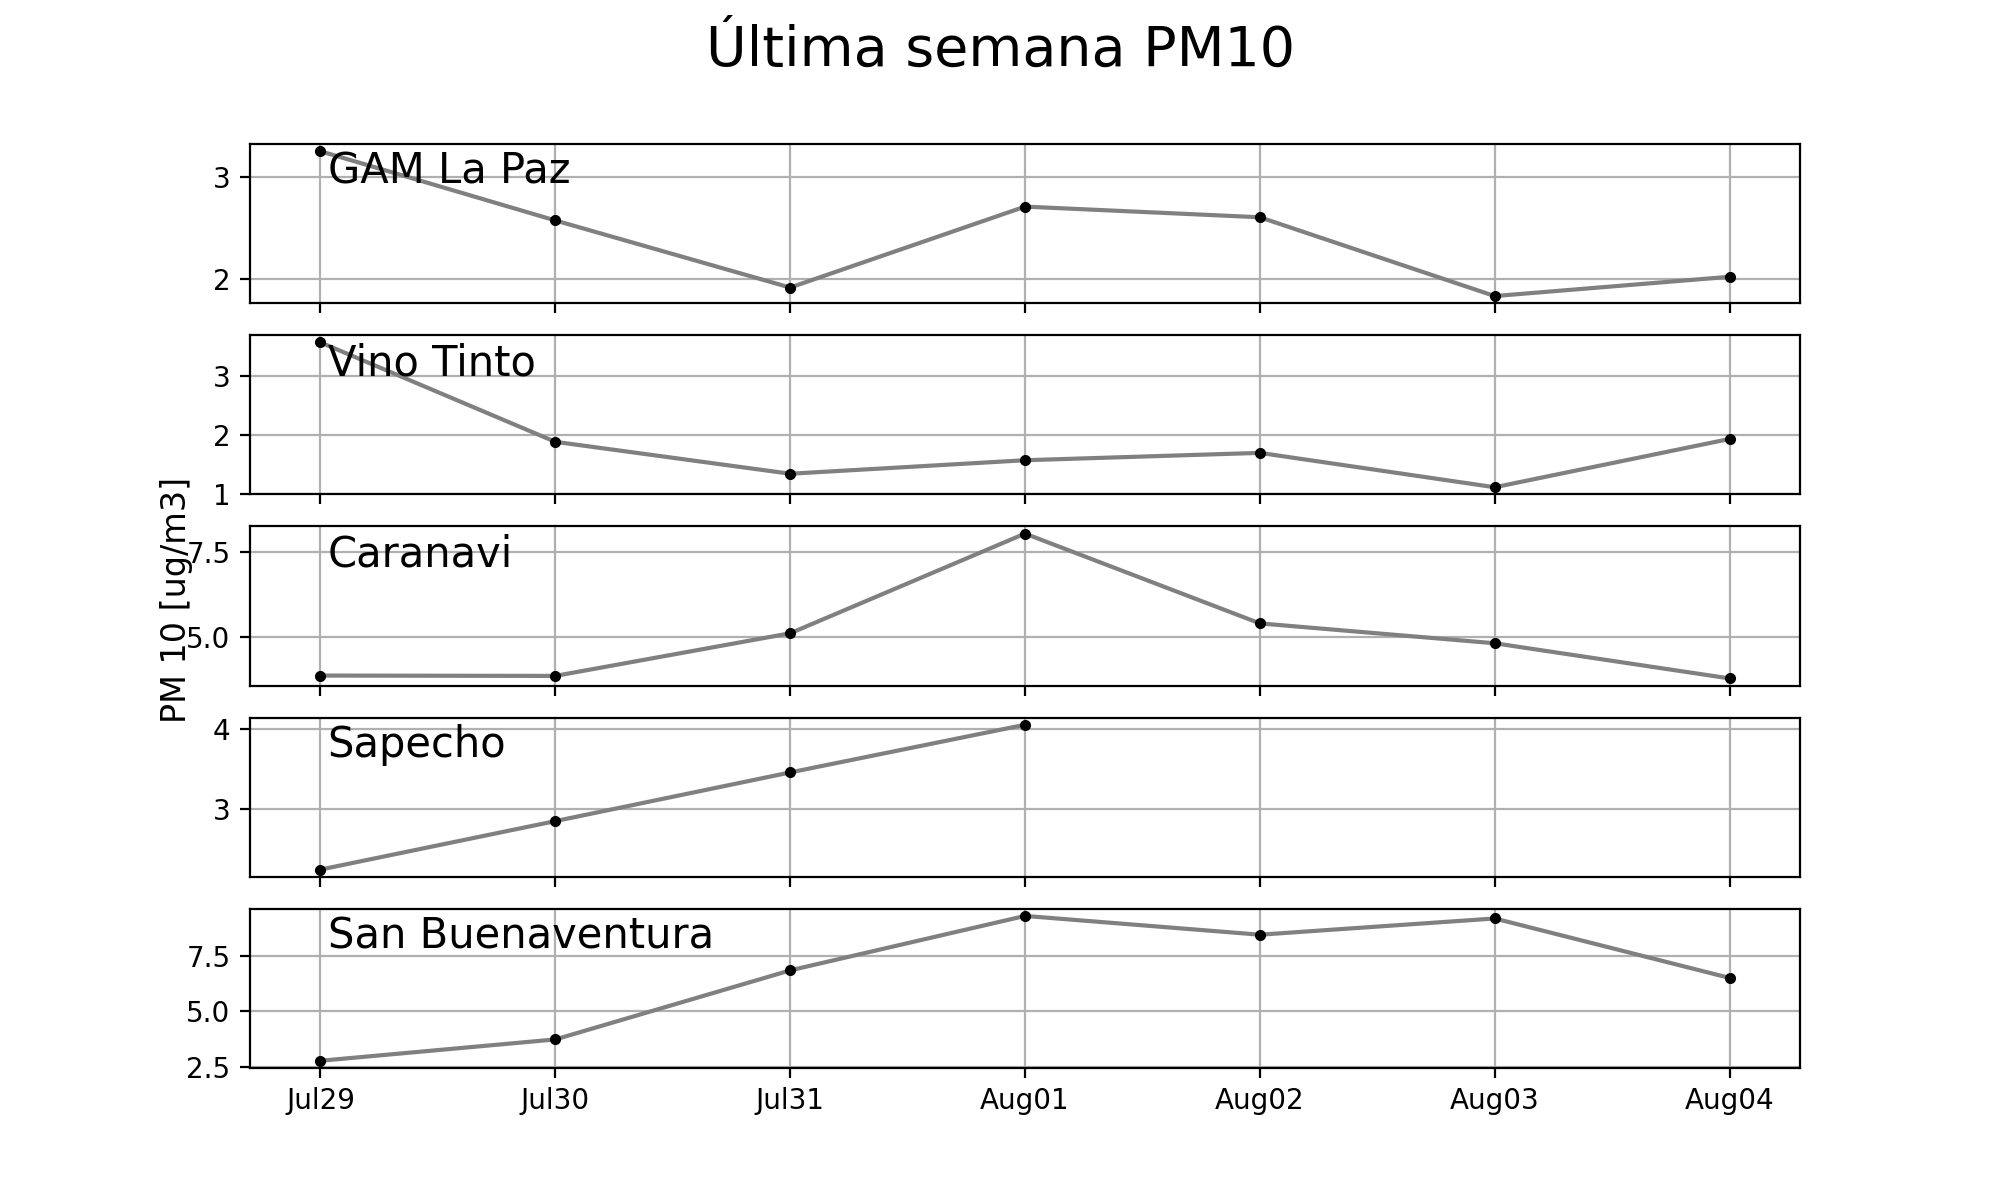 Última semana PM10
GAM La Paz
3
2
Vino Tinto
3
2
1
PM 10 [ug/m3]
Caranavi
7.5
5.0
Sapecho
4
3
San Buenaventura
7.5
5.0
2.5
Jul29 Jul30 Jul31 Aug01 Aug02 Aug03 Aug04